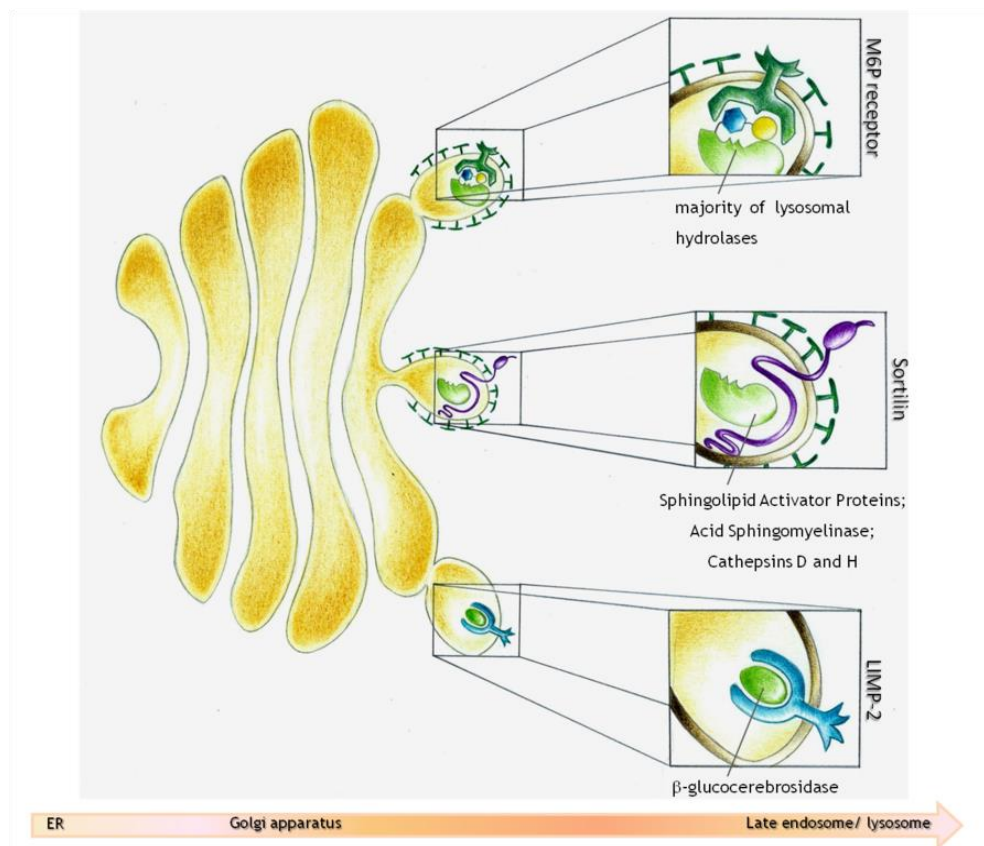 M6P receptor
majority of lysosomal
hydrolases
Sortilin
Sphingolipid Activator Proteins;
Acid Sphingomyelinase;
Cathepsins D and H
LIMP-2
β-glucocerebrosidase
ER
Golgi apparatus
Late endosome/ lysosome